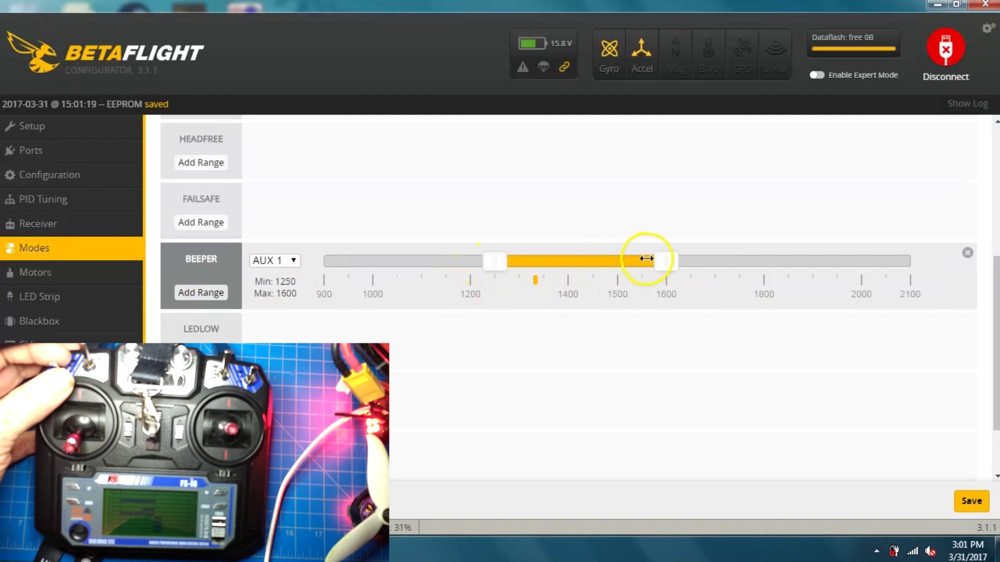 BETAFLIGHT
CONFIGURATOR 3.1.1
15.8 V
Gyro
Accel
Mag
Baro
GPS
Sonar
Dataflash: free 0B
Enable Expert Mode
Disconnect
2017-03-31 @ 15:01:19 -- EEPROM saved
Show Log
Setup
Ports
Configuration
PID Tuning
Receiver
Modes
Motors
LED Strip
Blackbox
HEADFREE
Add Range
FAILSAFE
Add Range
BEEPER
Add Range
AUX 1
Min: 1250
Max: 1600
900
1000
1200
1400
1500
1600
1800
2000
2100
LEDLOW
FS-i6
7
16
17
Save
: 31%
3.1.1
3:01 PM
3/31/2017